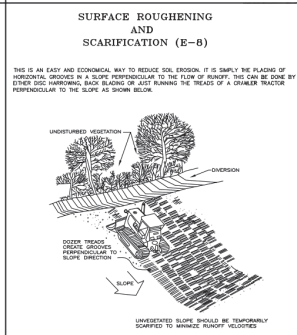 SURFACE ROUGHENING
AND
SCARIFICATION (E-8)
THIS IS AN EASY AND ECONOMICAL WAY TO REDUCE SOIL EROSION. IT IS SIMPLY THE PLACING OF
HORIZONTAL GROOVES IN A SLOPE PERPENDICULAR TO THE FLOW OF RUNOFF. THIS CAN BE DONE BY
EITHER DISC HARROWING, BACK BLADING OR JUST RUNNING THE TREADS OF A CRAWLER TRACTOR
PERPENDICULAR TO THE SLOPE AS SHOWN BELOW.
UNDISTURBED VEGETATION
DIVERSION
DOZER TREADS
CREATE GROOVES
PERPENDICULAR TO
SLOPE DIRECTION
SLOPE
UNVEGETATED SLOPE SHOULD BE TEMPORARILY
SCARIFIED TO MINIMIZE RUNOFF VELOCITIES